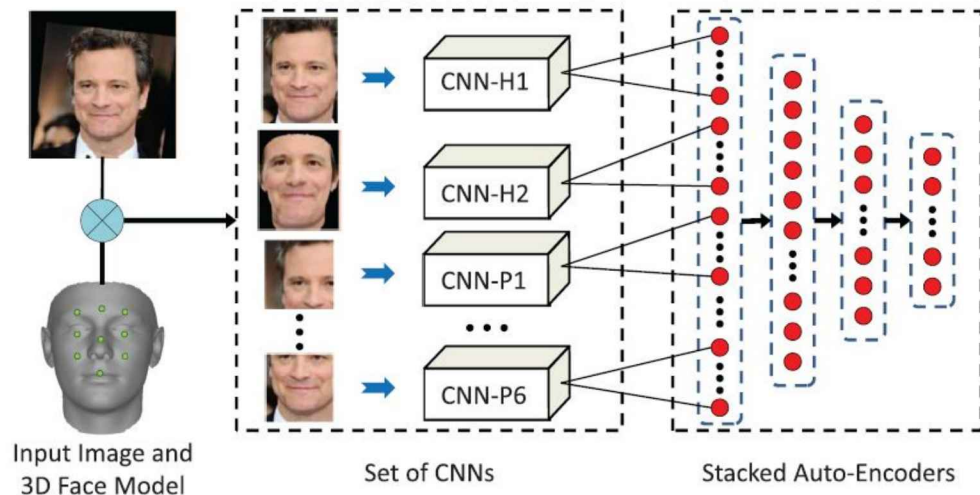 CNN-H1
CNN-H2
CNN-P1
CNN-P6
Input Image and
3D Face Model
Set of CNNs
Stacked Auto-Encoders